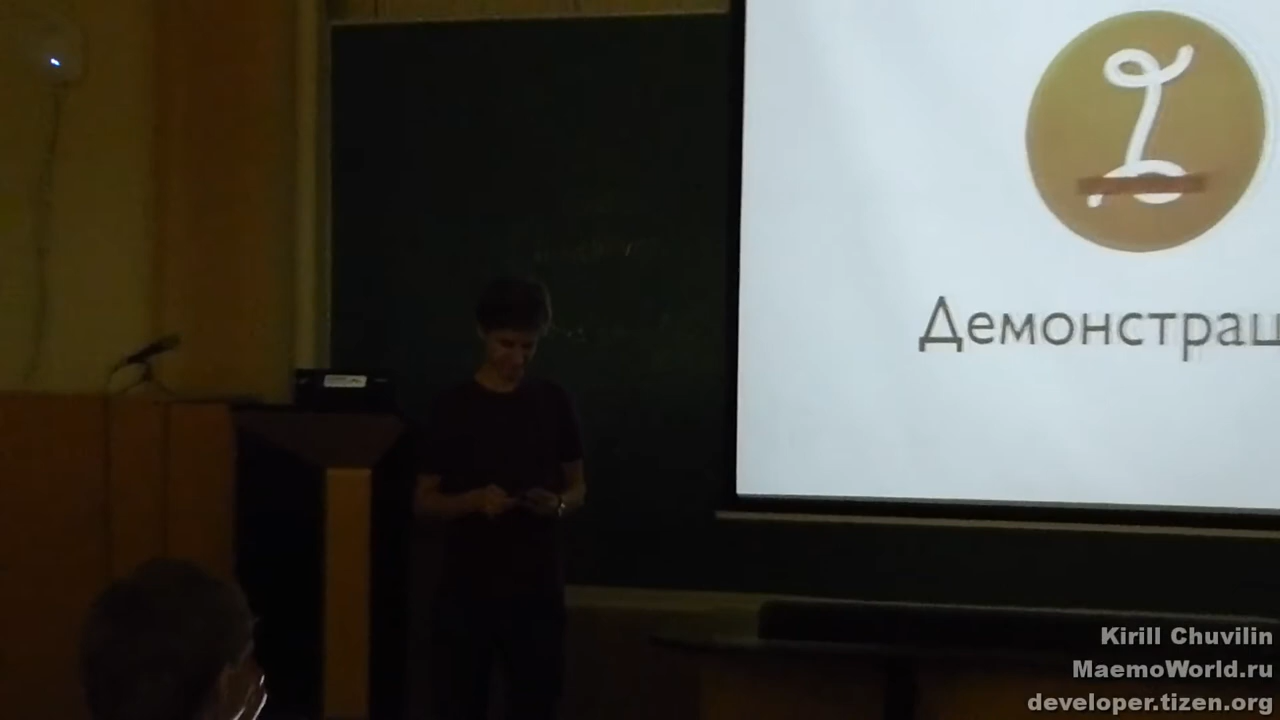 Демонстрац
Kirill Chuvilin
MaemoWorld.ru
developer.tizen.org